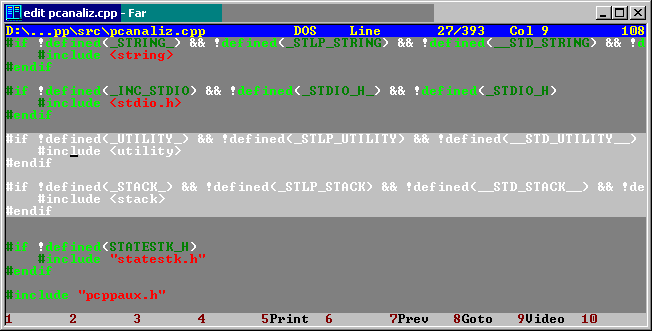 edit pcanaliz.cpp - Far
D:\...pp\src\pcanaliz.cpp DOS Line 27/393 Col 9 108
#if !defined(_STRING_) && !defined(_STLP_STRING) && !defined(__STD_STRING) && !d
#include <string>
#endif
#if !defined(_INC_STDIO) && !defined(_STDIO_H_) && !defined(_STDIO_H)
#include <stdio.h>
#endif
#if !defined(_UTILITY_) && !defined(_STLP_UTILITY) && !defined(__STD_UTILITY__)
#include <utility>
#endif
#if !defined(_STACK_) && !defined(_STLP_STACK) && !defined(__STD_STACK__) && !de
#include <stack>
#endif
#if !defined(STATESTK_H)
#include "statestk.h"
#endif
#include "pcppaux.h"
1 2 3 4 5Print 6 7Prev 8Goto 9Video 10